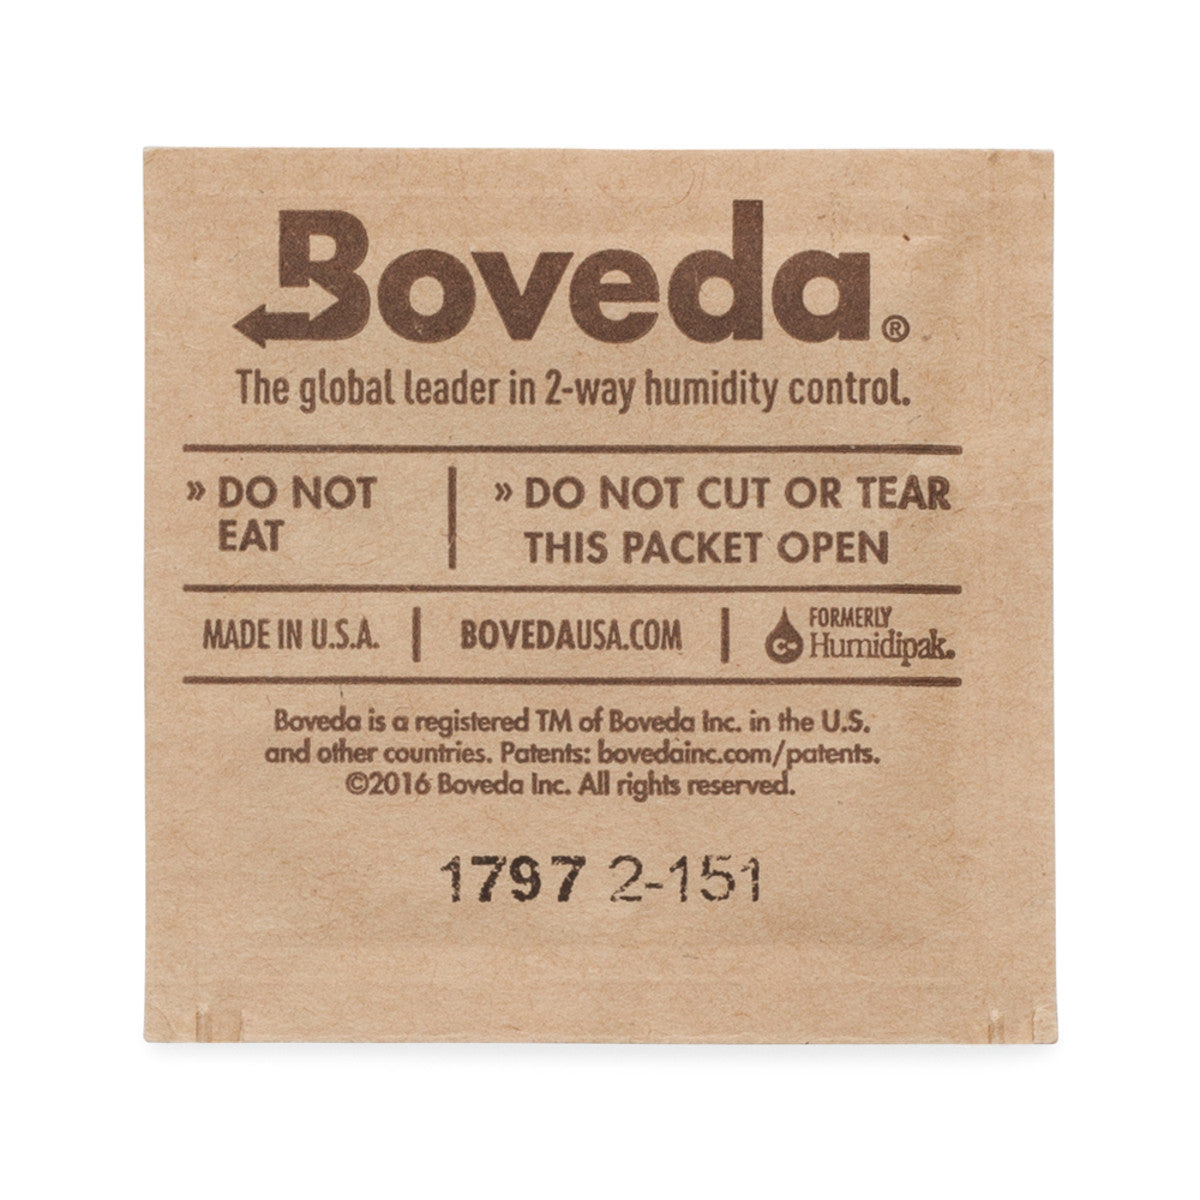 Boveda®
The global leader in 2-way humidity control.
» DO NOT
EAT
» DO NOT CUT OR TEAR
THIS PACKET OPEN
MADE IN U.S.A.
BOVEDAUSA.COM
FORMERLY
Humidipak.
Boveda is a registered TM of Boveda Inc. in the U.S.
and other countries. Patents: bovedainc.com/patents.
©2016 Boveda Inc. All rights reserved.
1797 2-151